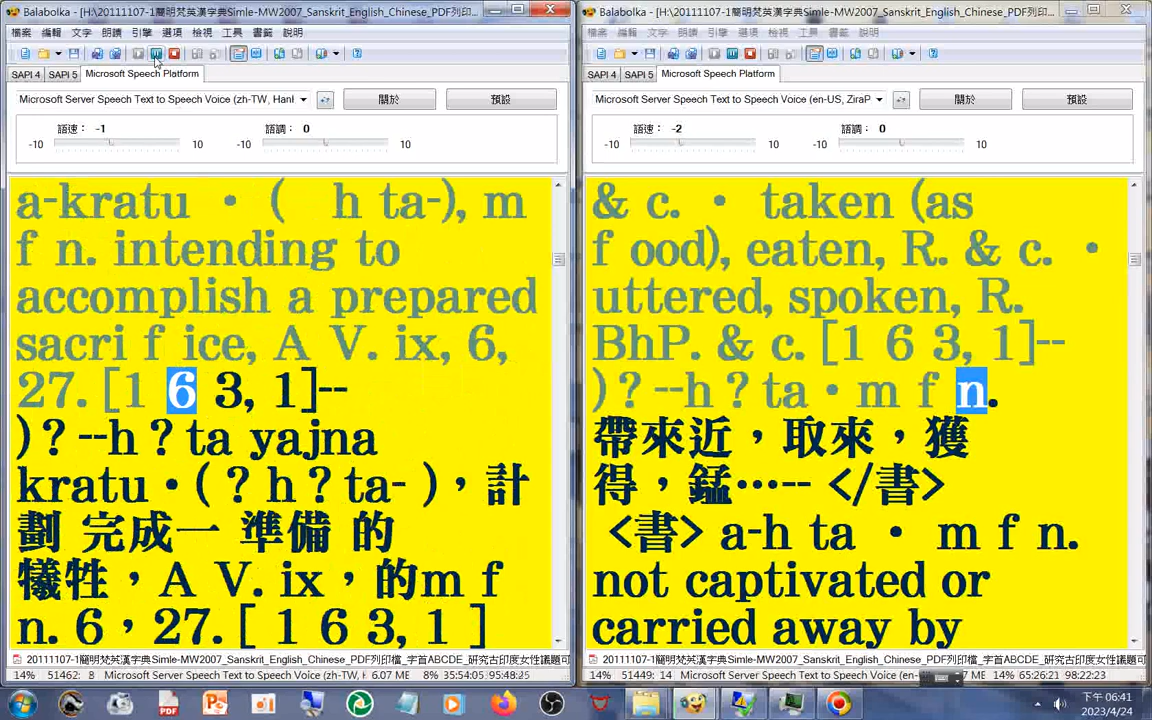 Balabolka - [H:\20111107-1簡明梵英漢字典Simle-MW2007_Sanskrit_English_Chinese_PDF列印...
檔案 編輯 文字 朗讀 引擎 選項 檢視 工具 書籤 說明
SAPI 4 SAPI 5 Microsoft Speech Platform
Microsoft Server Speech Text to Speech Voice (zh-TW, Hanl 關於 預設
語速： -1 語調： 0
-10 10 -10 10
a-kratu • ( h ta-), m
f n. intending to
accomplish a prepared
sacri f ice, A V. ix, 6,
27. [1 6 3, 1]--
)? --h ? ta yajna
kratu • ( ? h ? ta- )，計
劃 完成一 準備 的
犧牲，A V. ix，的m f
n. 6，27. [ 1 6 3, 1 ]
20111107-1簡明梵英漢字典Simle-MW2007_Sanskrit_English_Chinese_PDF列印檔_字首ABCDE_研究古印度女性議題可
14% 51462: 8 Microsoft Server Speech Text to Speech Voice (zh-TW, 6.07 ME 8% 35:54:05 95:48:25
Balabolka - [H:\20111107-1簡明梵英漢字典Simle-MW2007_Sanskrit_English_Chinese_PDF列印...
檔案 編輯 文字 朗讀 引擎 選項 檢視 工具 書籤 說明
SAPI 4 SAPI 5 Microsoft Speech Platform
Microsoft Server Speech Text to Speech Voice (en-US, ZiraP 關於 預設
語速： -2 語調： 0
-10 10 -10 10
& c. • taken (as
f ood), eaten, R. & c. •
uttered, spoken, R.
BhP. & c. [1 6 3, 1]--
)? --h ? ta • m f n.
帶來近，取來，獲
得，錳…-- </書>
<書> a-h ta • m f n.
not captivated or
carried away by
20111107-1簡明梵英漢字典Simle-MW2007_Sanskrit_English_Chinese_PDF列印檔_字首ABCDE_研究古印度女性議題可
14% 51449: 14 Microsoft Server Speech Text to Speech Voice (en-U 14% 65:26:21 98:22:23
下午 06:41
2023/4/24